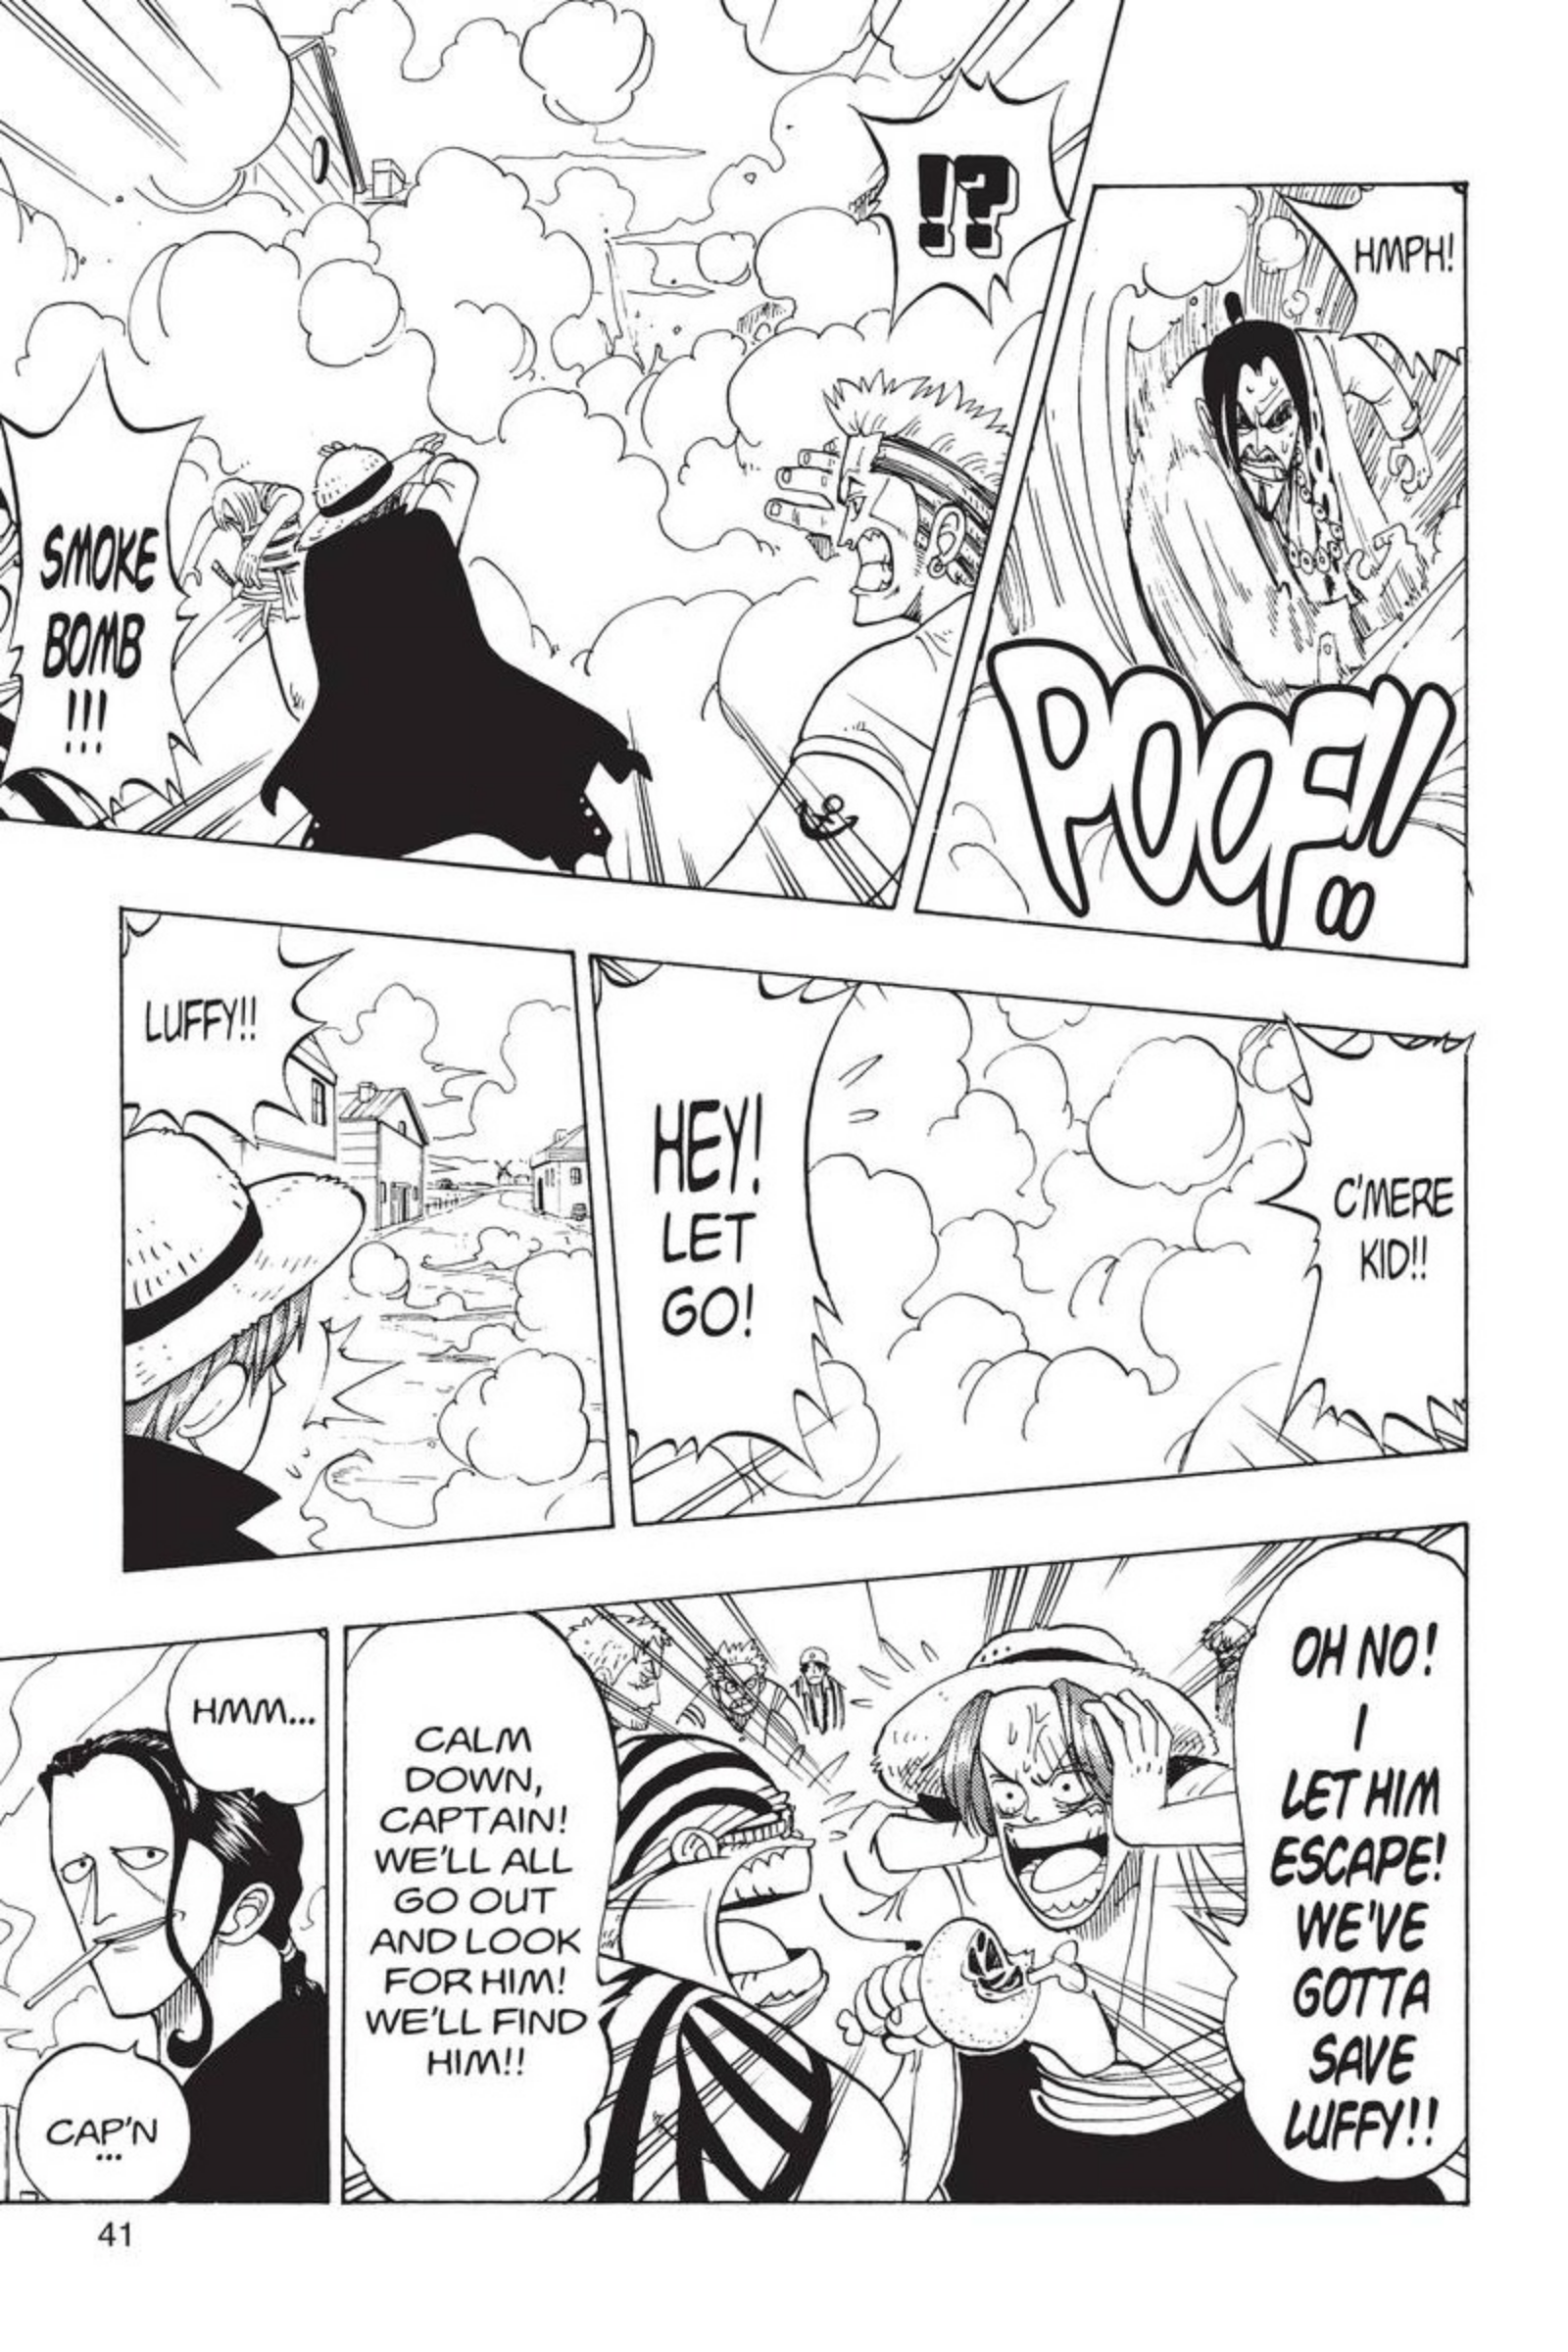 HMPH!
POOF!!
!?
SMOKE
BOMB
!!!
C'MERE
KID!!
HEY!
LET
GO!
LUFFY!!
OH NO!
I
LET HIM
ESCAPE!
WE'VE
GOTTA
SAVE
LUFFY!!
CALM
DOWN,
CAPTAIN!
WE'LL ALL
GO OUT
AND LOOK
FOR HIM!
WE'LL FIND
HIM!!
HMM...
CAP'N
...
41